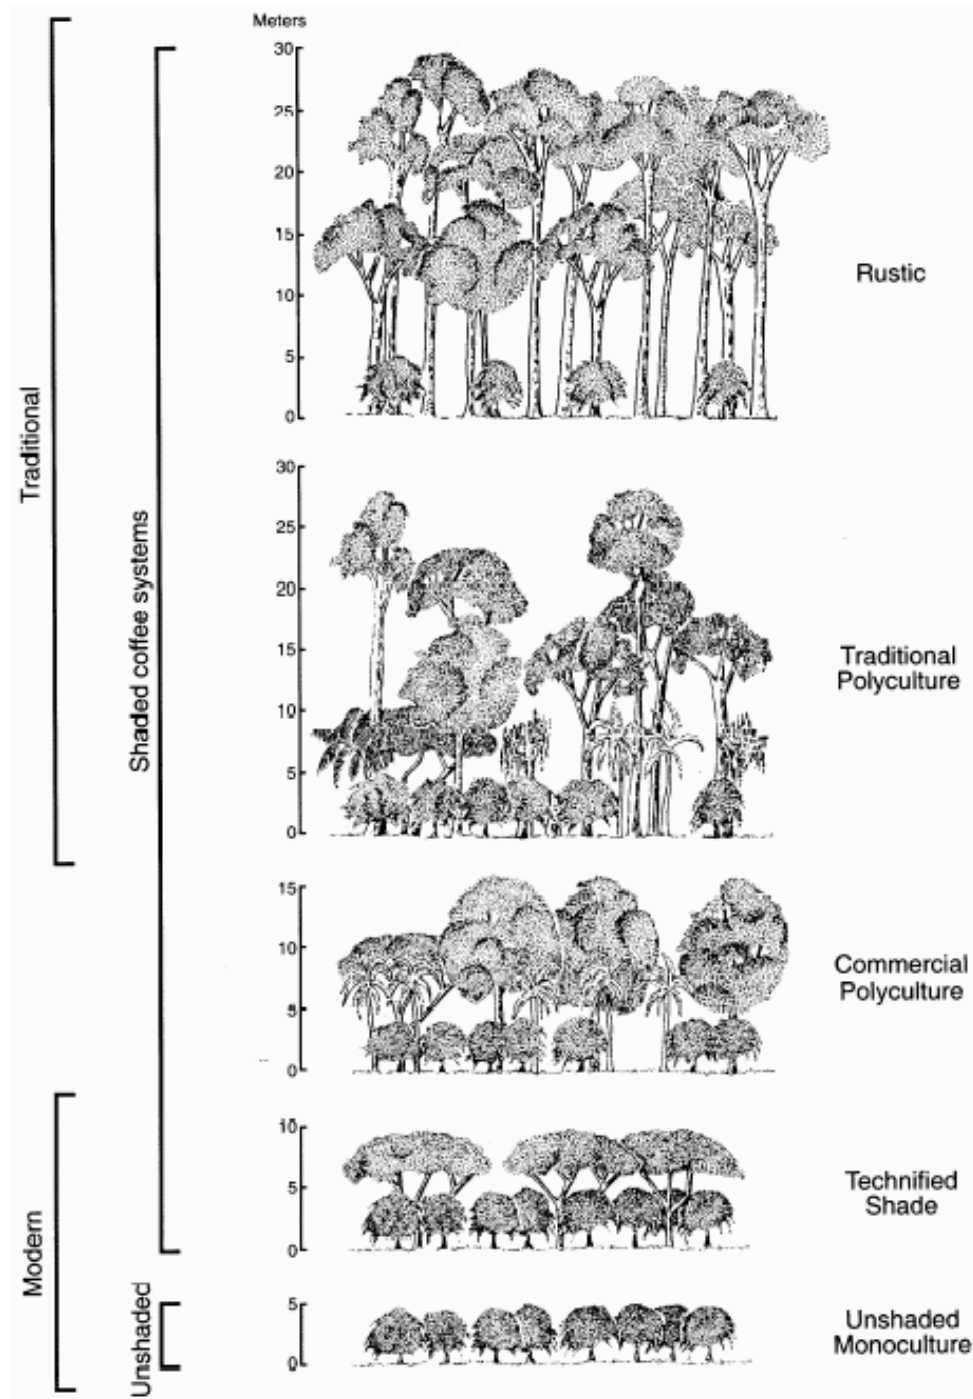 Meters
30
25
20
15
10
5
0
Rustic
30
25
20
15
10
5
0
Traditional
Polyculture
15
10
5
0
Commercial
Polyculture
10
5
0
Technified
Shade
5
0
Unshaded
Monoculture
Traditional
Shaded coffee systems
Modern
Unshaded